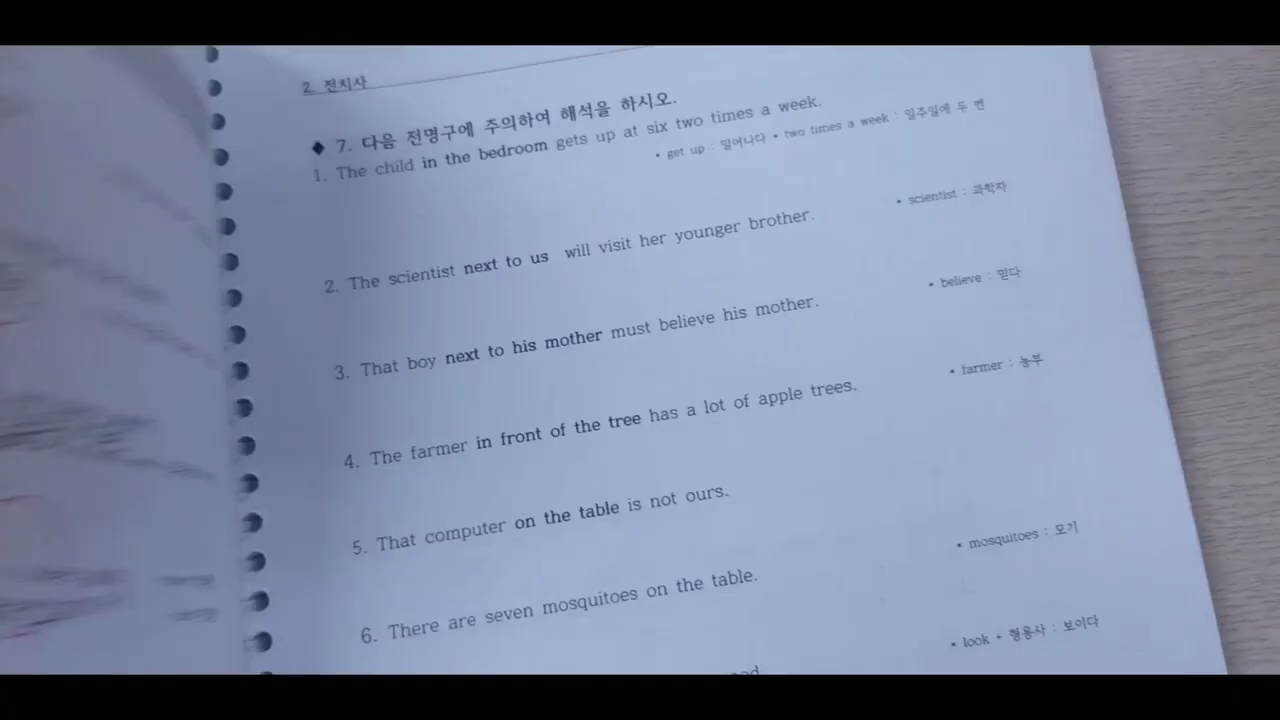 2. 전치사
◆ 7. 다음 전명구에 주의하여 해석을 하시오.
1. The child in the bedroom gets up at six two times a week.
• get up : 일어나다 • two times a week : 일주일에 두 번
• scientist : 과학자
2. The scientist next to us will visit her younger brother.
• believe : 믿다
3. That boy next to his mother must believe his mother.
• farmer : 농부
4. The farmer in front of the tree has a lot of apple trees.
5. That computer on the table is not ours.
• mosquitoes : 모기
6. There are seven mosquitoes on the table.
• look + 형용사 : 보이다